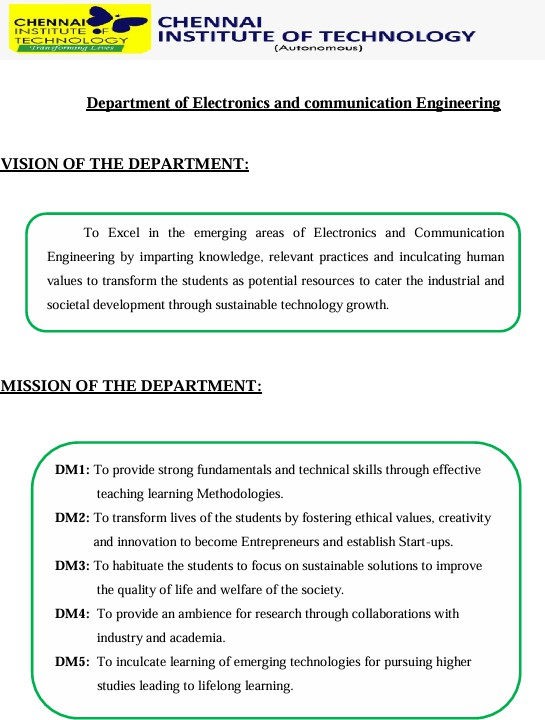 CHENNAI
INSTITUTE OF
TECHNOLOGY
Transforming Lives
CHENNAI
INSTITUTE OF TECHNOLOGY
(Autonomous)
Department of Electronics and communication Engineering
VISION OF THE DEPARTMENT:
To Excel in the emerging areas of Electronics and Communication
Engineering by imparting knowledge, relevant practices and inculcating human
values to transform the students as potential resources to cater the industrial and
societal development through sustainable technology growth.
MISSION OF THE DEPARTMENT:
DM1: To provide strong fundamentals and technical skills through effective
teaching learning Methodologies.
DM2: To transform lives of the students by fostering ethical values, creativity
and innovation to become Entrepreneurs and establish Start-ups.
DM3: To habituate the students to focus on sustainable solutions to improve
the quality of life and welfare of the society.
DM4: To provide an ambience for research through collaborations with
industry and academia.
DM5: To inculcate learning of emerging technologies for pursuing higher
studies leading to lifelong learning.